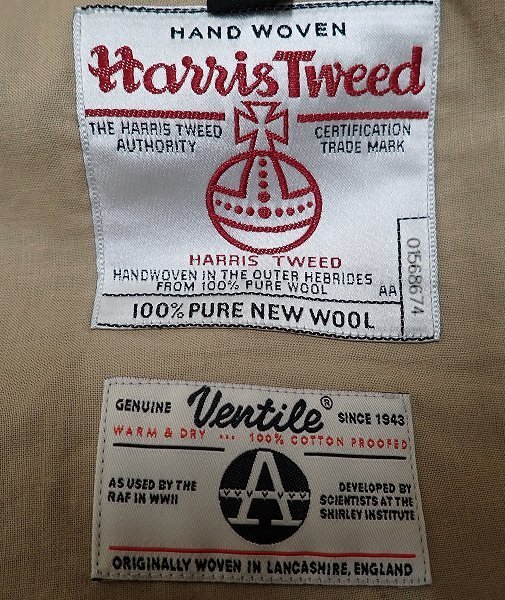 HAND WOVEN
Harris Tweed
THE HARRIS TWEED AUTHORITY
CERTIFICATION TRADE MARK
HARRIS TWEED
HANDWOVEN IN THE OUTER HEBRIDES
FROM 100% PURE WOOL
AA
01568674
100% PURE NEW WOOL
GENUINE Ventile® SINCE 1943
WARM & DRY ... 100% COTTON PROOFED
AS USED BY THE
RAF IN WWII
A
DEVELOPED BY
SCIENTISTS AT THE
SHIRLEY INSTITUTE
ORIGINALLY WOVEN IN LANCASHIRE, ENGLAND